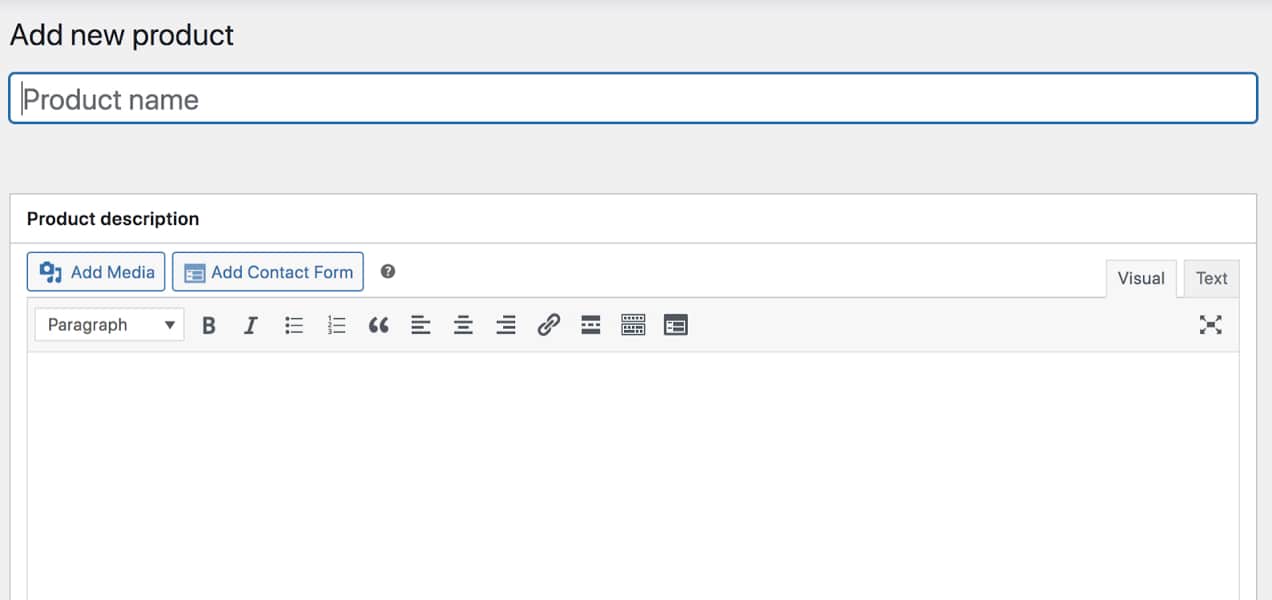 Add new product
Product name
Product description
Add Media Add Contact Form ?
Visual Text
Paragraph